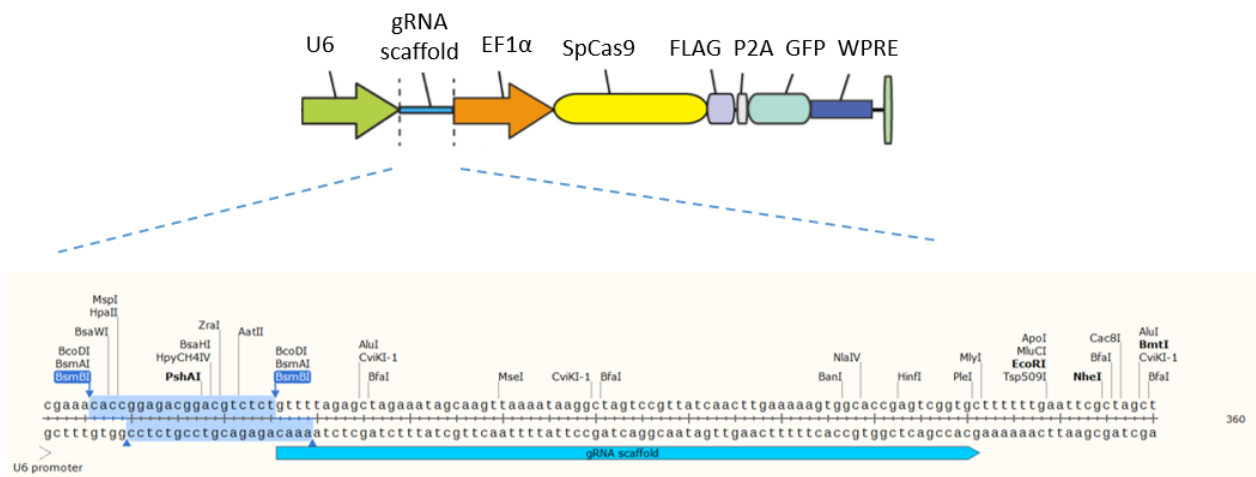 U6
gRNA
scaffold
EF1α
SpCas9
FLAG
P2A
GFP
WPRE
MspI
HpaII
BsaWI
BcoDI
BsmAI
BsmBI
ZraI
AatII
BsaHI
HpyCH4IV
PshAI
BcoDI
BsmAI
BsmBI
AluI
CviKI-1
BfaI
MseI
CviKI-1
BfaI
NlaIV
BanI
HinfI
MlyI
PleI
ApoI
MluCI
EcoRI
Tsp509I
Cac8I
BfaI
NheI
AluI
BmtI
CviKI-1
BfaI
cgaaacaccggagacggacgtctctgttttagagctagaaatagcaagttaaaataaggctagtccgttatcaacttgaaaaagtggcaccgagtcggtgcttttttgaattcgctagct
gctttgtggcctctgcctgcagagacaaaatctcgatctttatcgttcaattttattccgatcaggcaatagttgaactttttcaccgtggctcagccacgaaaaaacttaagcgatcga
360
gRNA scaffold
U6 promoter